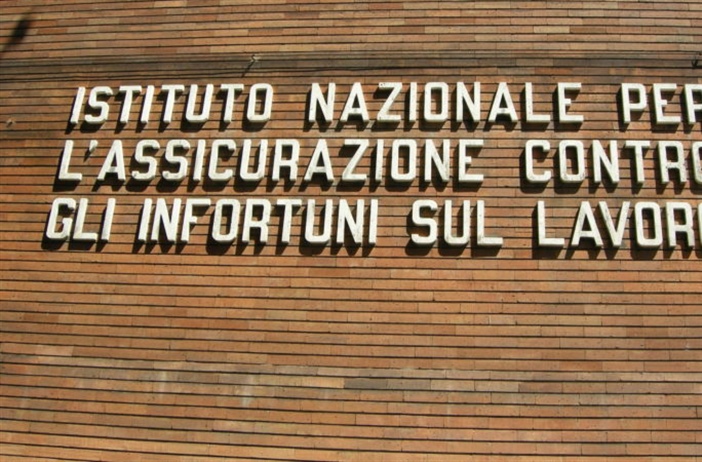 ISTITUTO NAZIONALE PER
L'ASSICURAZIONE CONTRO
GLI INFORTUNI SUL LAVORO